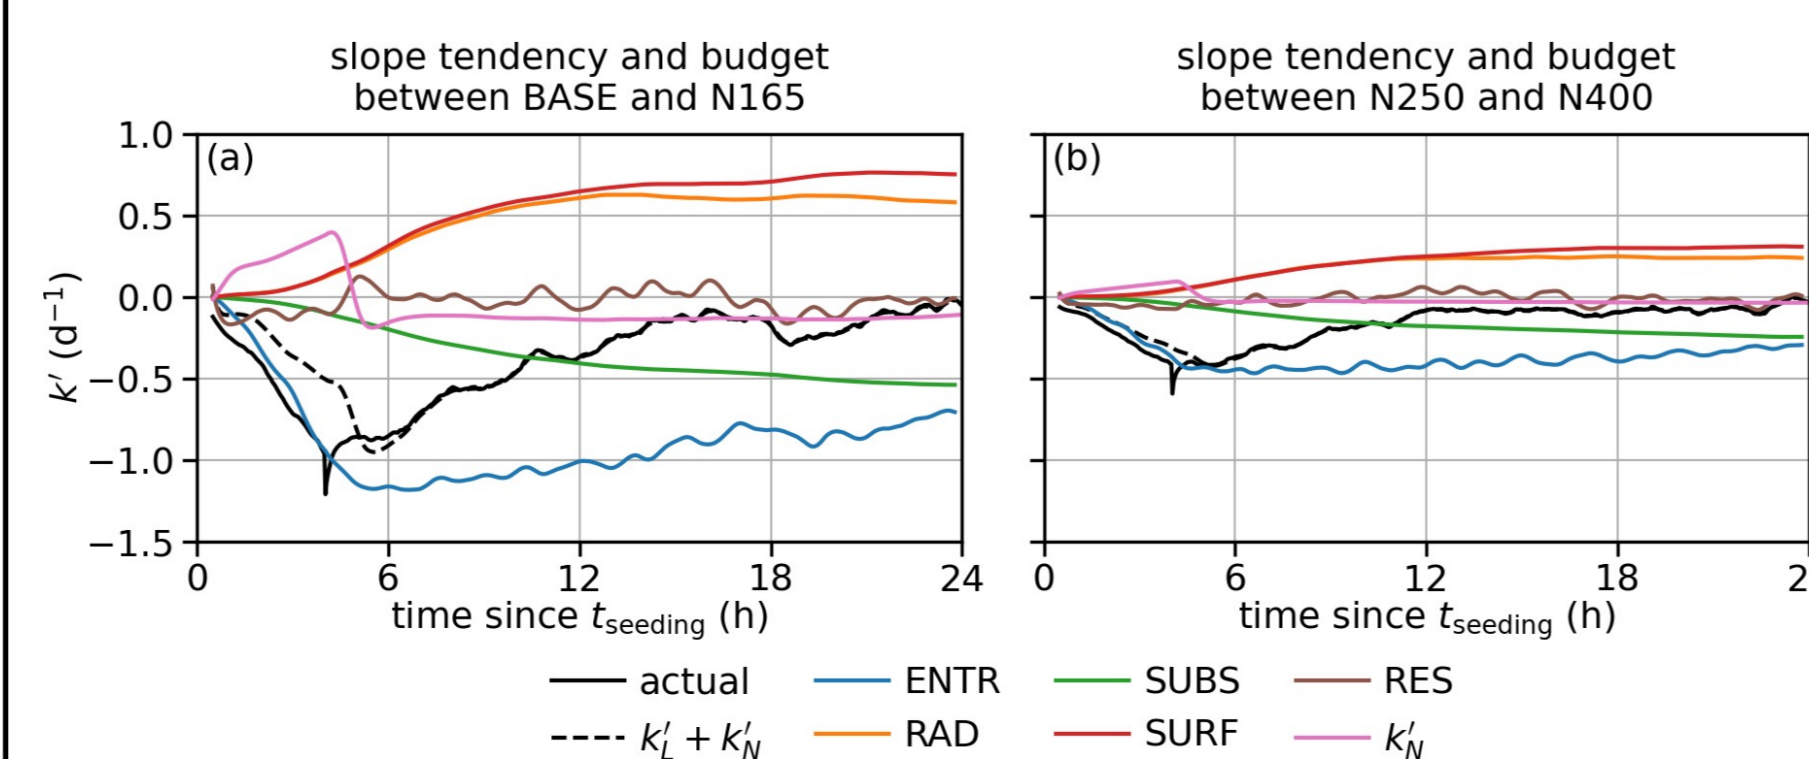 slope tendency and budget
between BASE and N165
slope tendency and budget
between N250 and N400
(a)
(b)
1.0
0.5
0.0
−0.5
−1.0
−1.5
k′ (d⁻¹)
0 6 12 18 24
0 6 12 18 2
time since t_seeding (h)
time since t_seeding (h)
actual ENTR SUBS RES
k′_L + k′_N RAD SURF k′_N